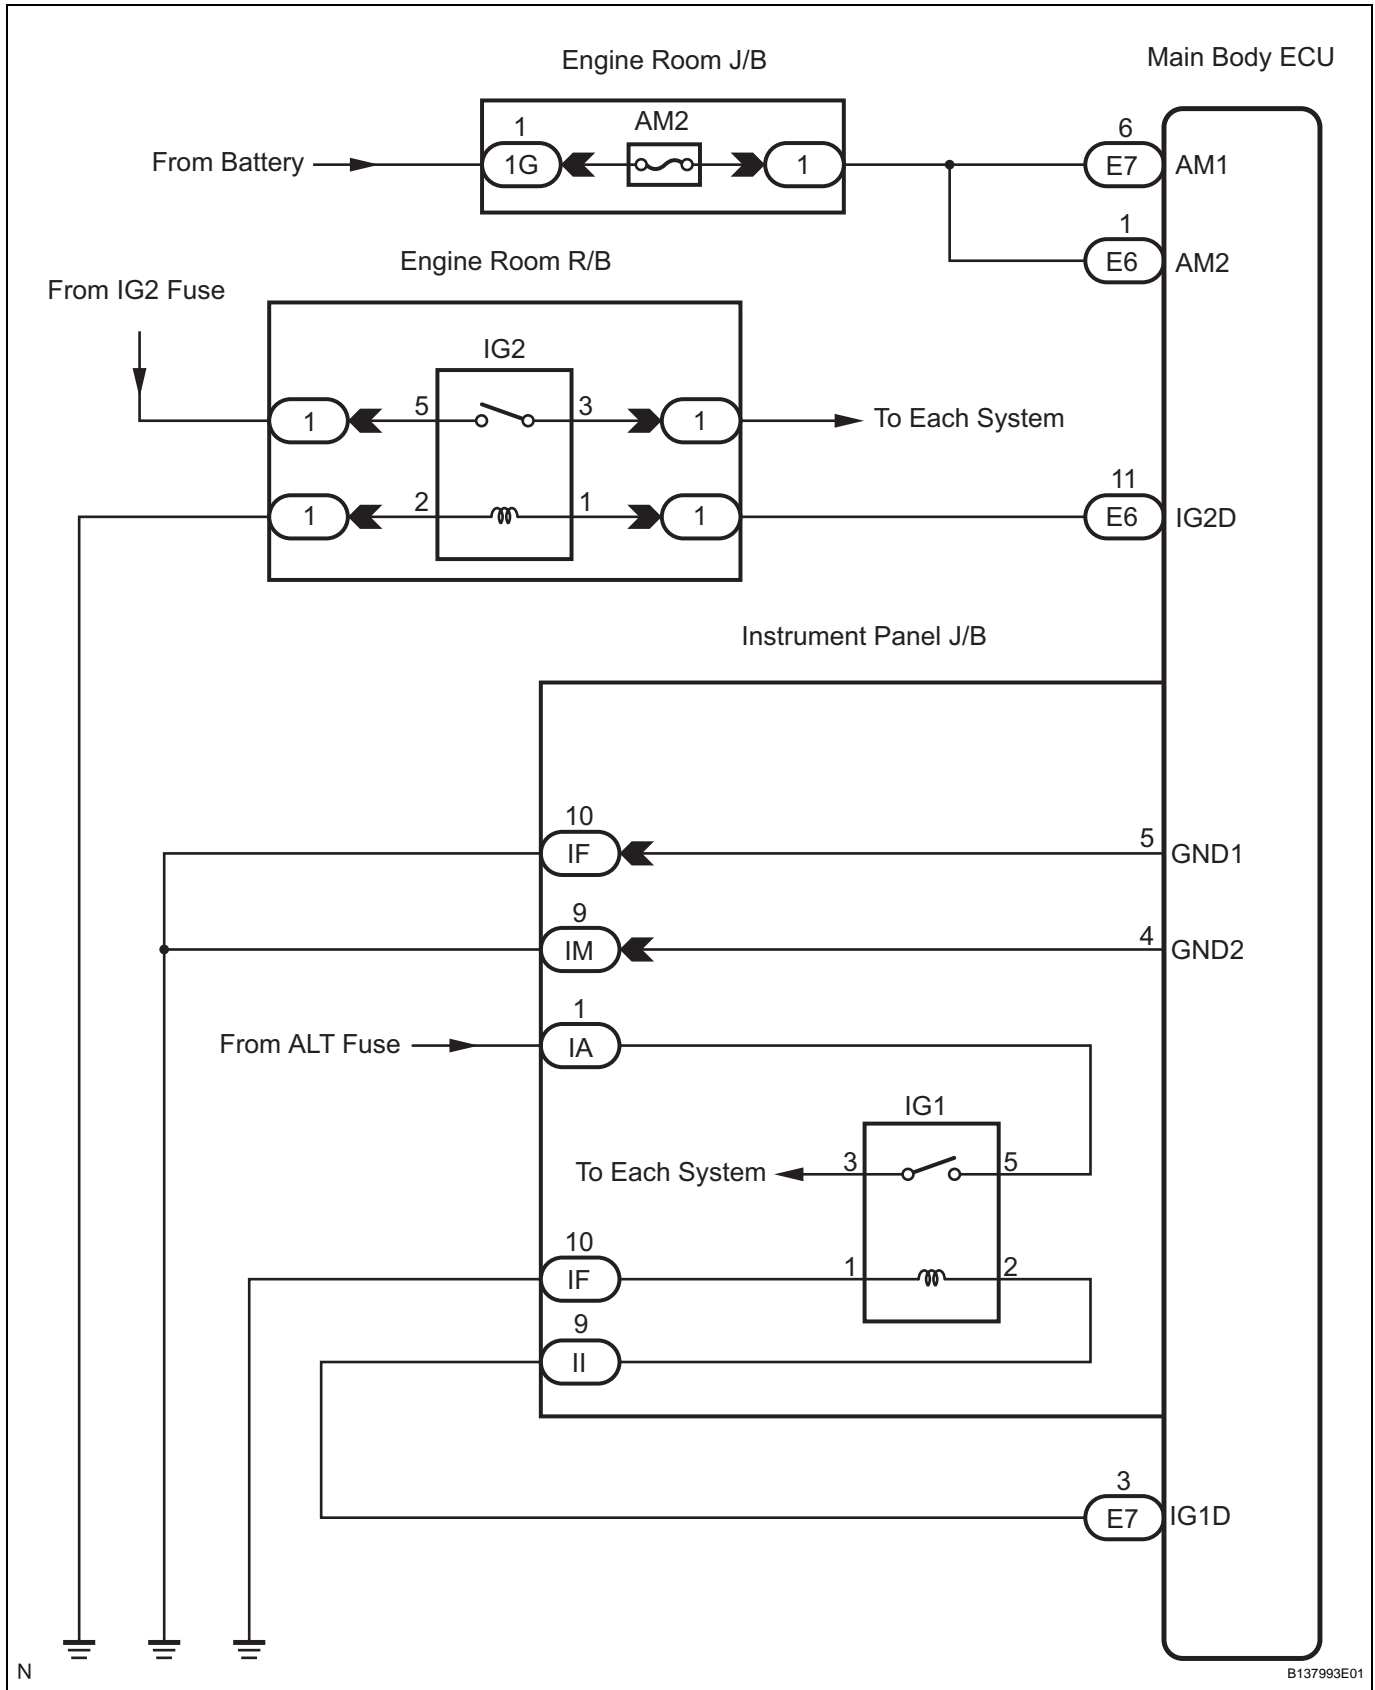 Engine Room J/B
Main Body ECU
1
AM2
6
From Battery
1G
1
E7
AM1
1
E6
AM2
Engine Room R/B
From IG2 Fuse
IG2
1
5
3
1
To Each System
11
1
2
1
1
E6
IG2D
Instrument Panel J/B
10
IF
5
GND1
9
IM
4
GND2
1
From ALT Fuse
IA
IG1
To Each System
3
5
10
IF
1
2
9
II
3
E7
IG1D
N
B137993E01